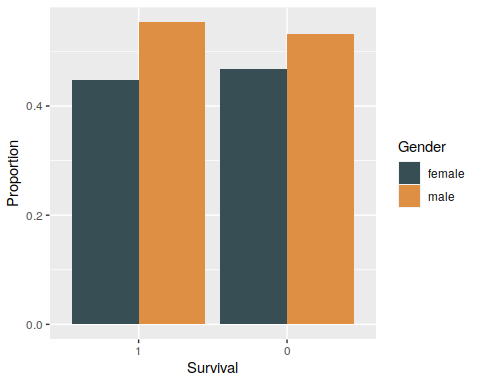 0.4
0.2
0.0
Proportion
1
0
Survival
Gender
female
male